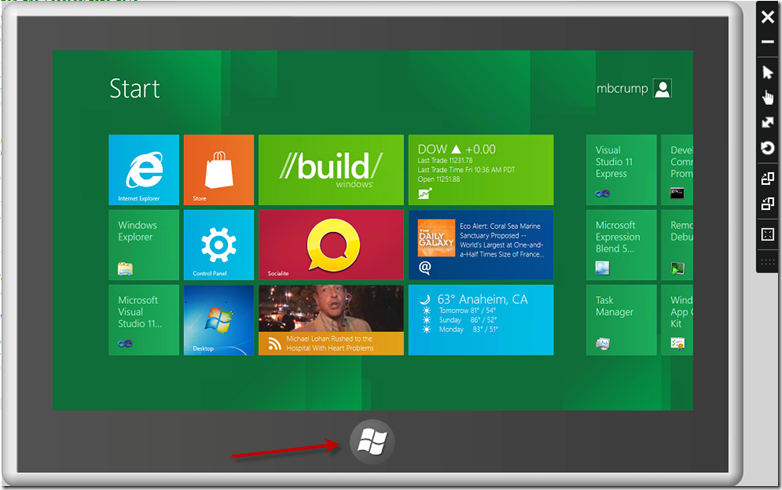 Start
mbcrump
Internet Explorer
Store
//build/
windows
DOW ▲ +0.00
Last Trade 11231.78
Last Trade Time Fri 10:36 AM PDT
Open 11251.88
Visual
Studio 11
Express
Devel
Comm
Prom
Windows
Explorer
Control Panel
Socialite
THE
DAILY
GALAXY
Eco Alert: Coral Sea Marine
Sanctuary Proposed --
World's Largest at One-and-
a-Half Times Size of France...
@
Microsoft
Expression
Blend 5...
Remo
Debu
Microsoft
Visual
Studio 11...
Desktop
Michael Lohan Rushed to the
Hospital With Heart Problems
63° Anaheim, CA
Tomorrow 81° / 54°
Sunday 86° / 52°
Monday 83° / 51°
Task
Manager
Wind
App C
Kit